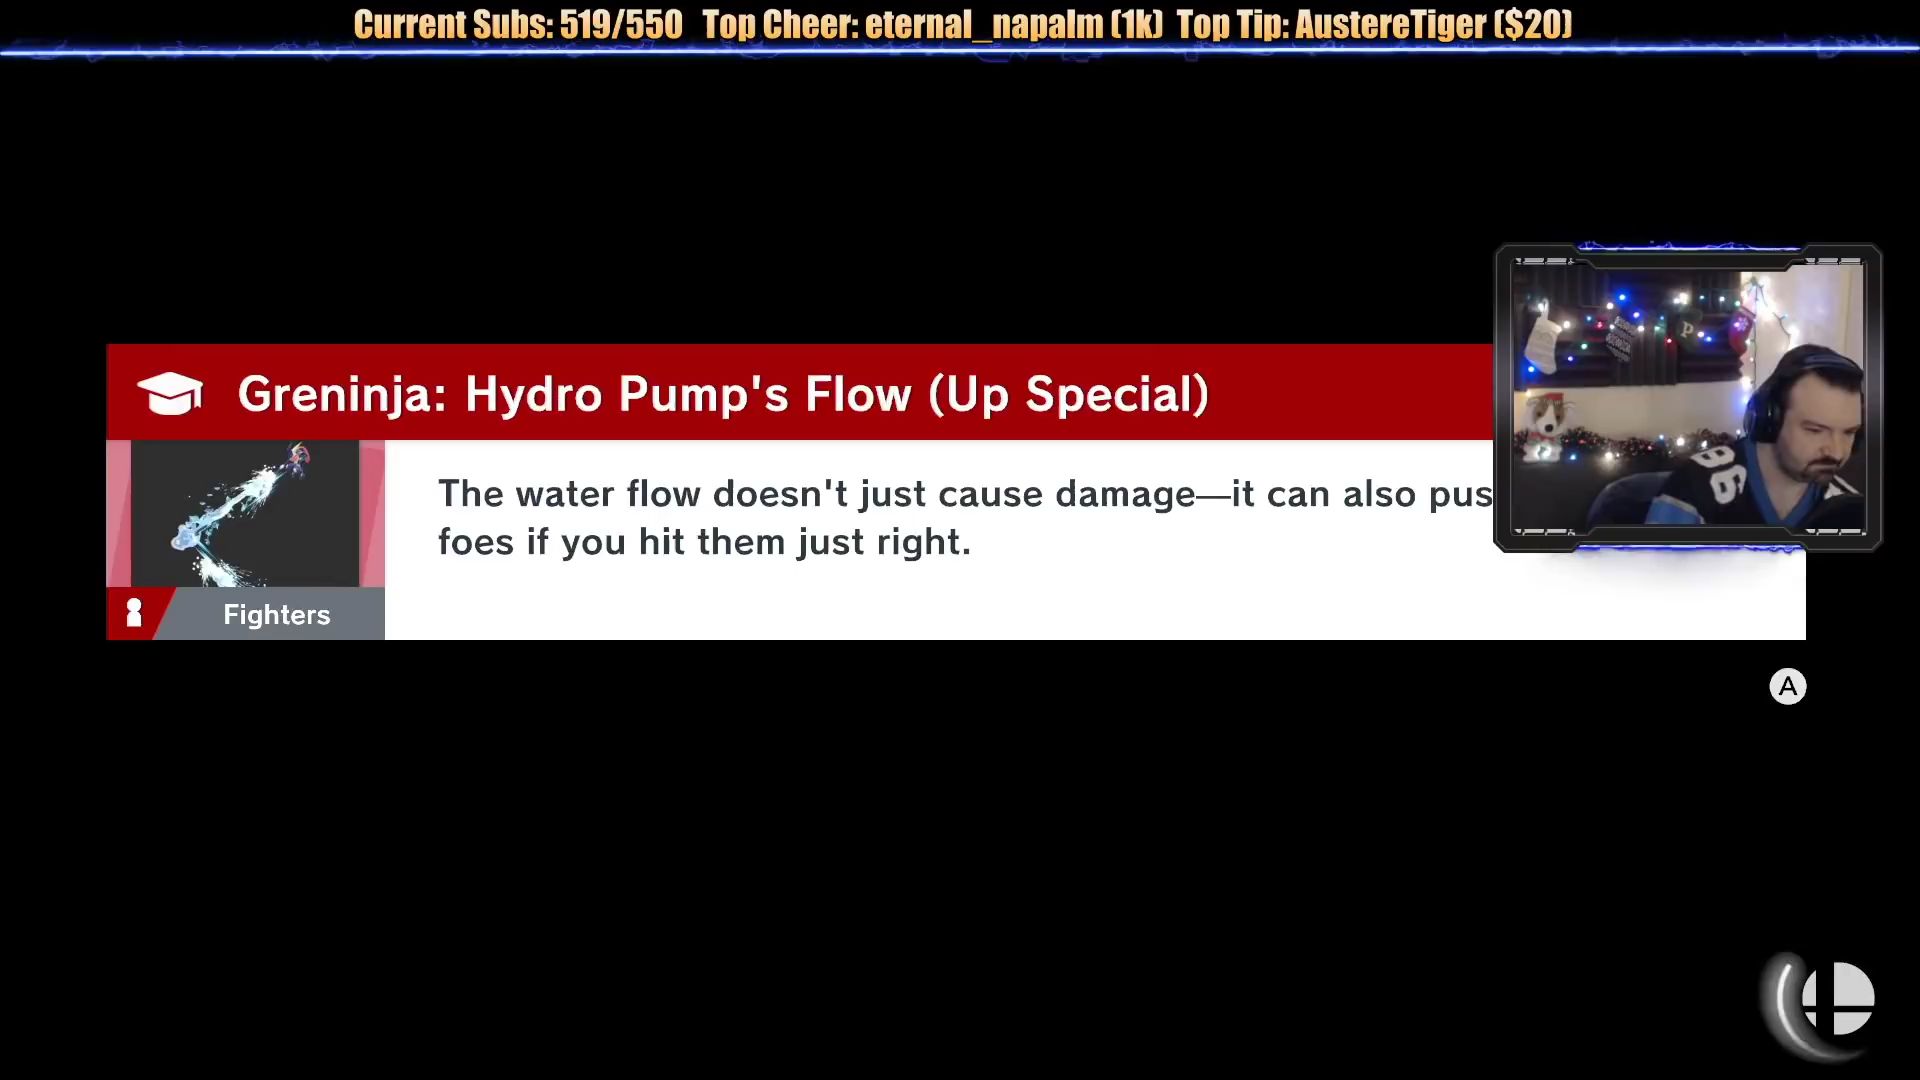 Current Subs: 519/550 Top Cheer: eternal_napalm (1k) Top Tip: AustereTiger ($20)
Greninja: Hydro Pump's Flow (Up Special)
The water flow doesn't just cause damage—it can also pus
foes if you hit them just right.
Fighters
A
P
86